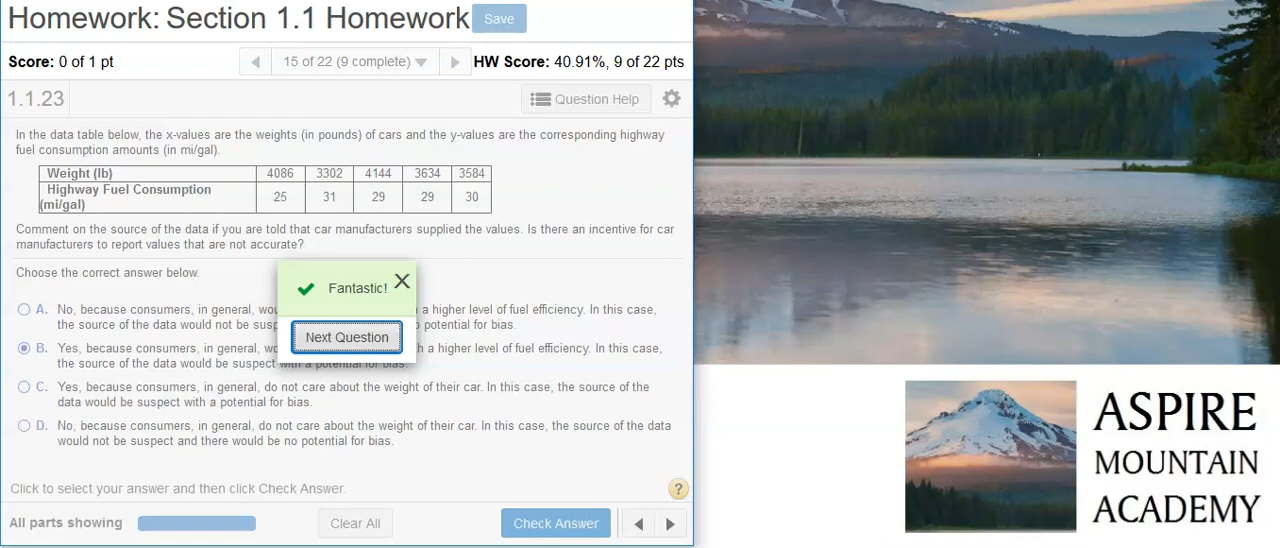 Homework: Section 1.1 Homework
Save
Score: 0 of 1 pt
15 of 22 (9 complete)
HW Score: 40.91%, 9 of 22 pts
1.1.23
Question Help
In the data table below, the x-values are the weights (in pounds) of cars and the y-values are the corresponding highway
fuel consumption amounts (in mi/gal).
Weight (lb) 4086 3302 4144 3634 3584
Highway Fuel Consumption
(mi/gal) 25 31 29 29 30
Comment on the source of the data if you are told that car manufacturers supplied the values. Is there an incentive for car
manufacturers to report values that are not accurate?
Choose the correct answer below.
Fantastic!
Next Question
A. No, because consumers, in general, a higher level of fuel efficiency. In this case,
the source of the data would not be potential for bias.
B. Yes, because consumers, in general, a higher level of fuel efficiency. In this case,
the source of the data would be suspect with a potential for bias.
C. Yes, because consumers, in general, do not care about the weight of their car. In this case, the source of the
data would be suspect with a potential for bias.
D. No, because consumers, in general, do not care about the weight of their car. In this case, the source of the data
would not be suspect and there would be no potential for bias.
Click to select your answer and then click Check Answer.
?
All parts showing
Clear All
Check Answer
ASPIRE
MOUNTAIN
ACADEMY